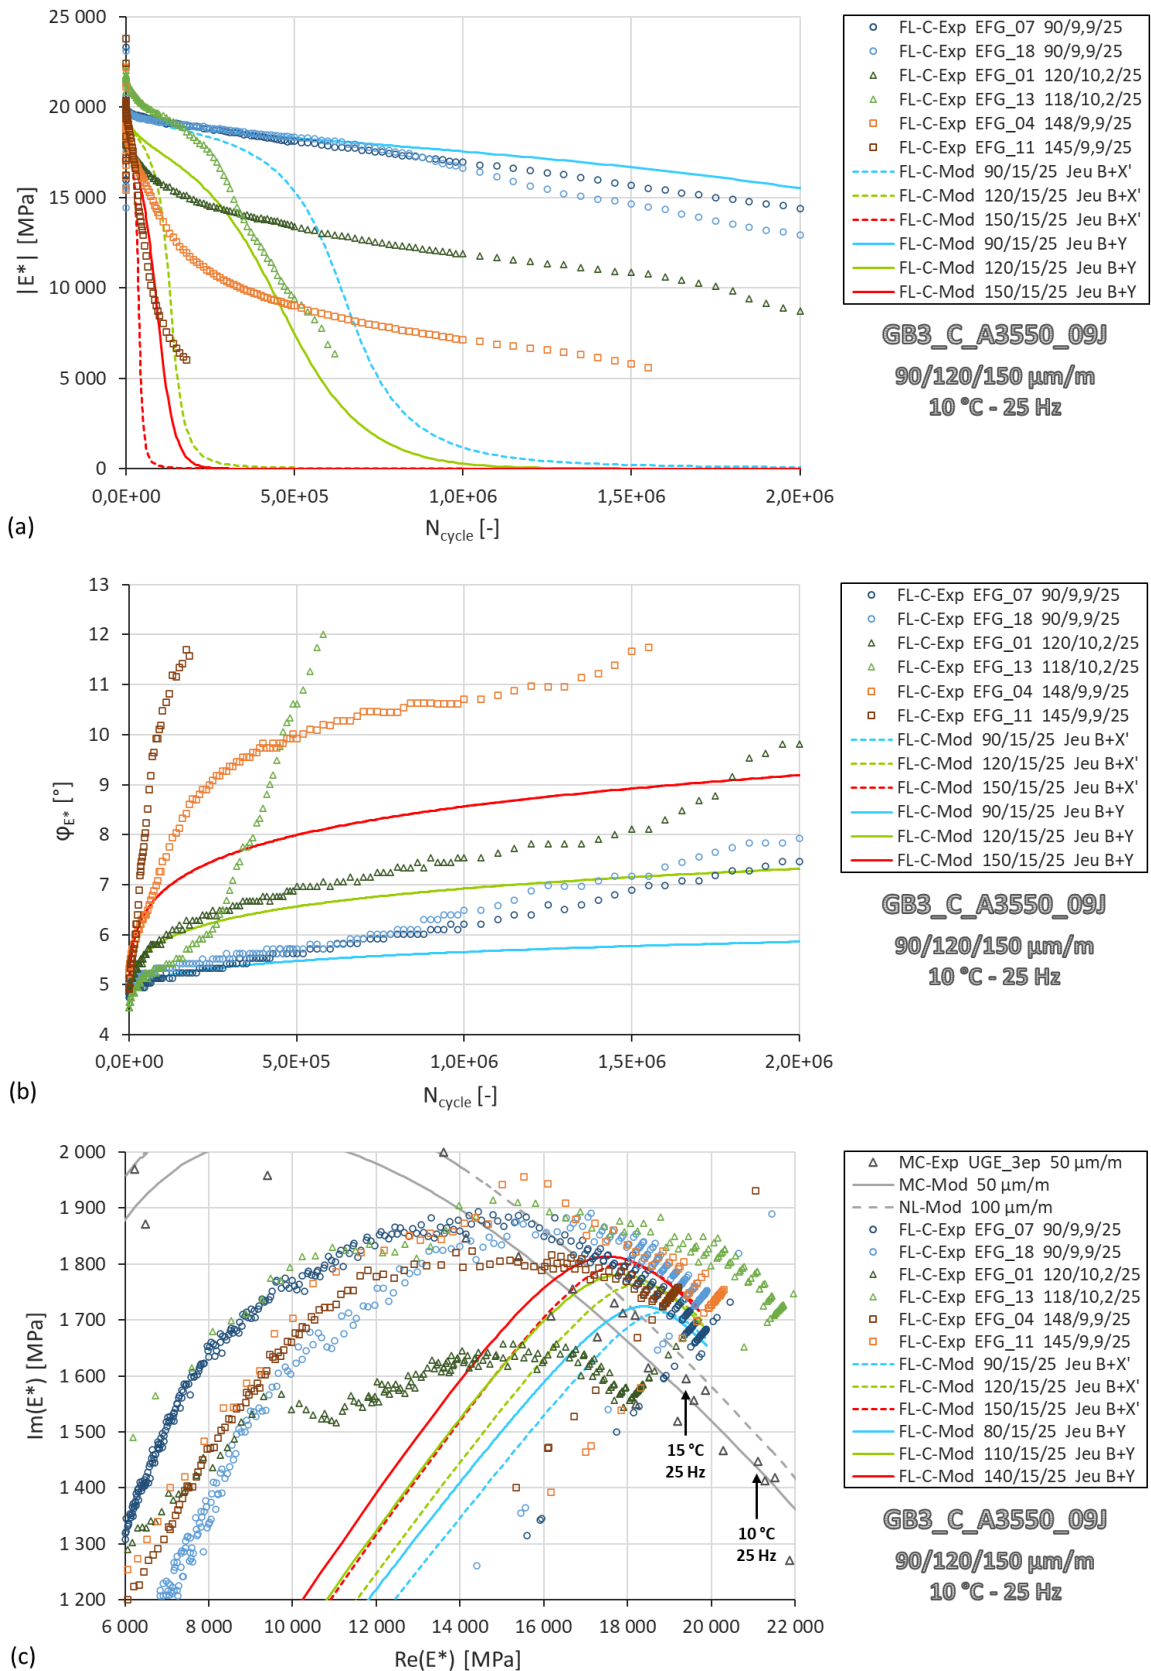 25 000
20 000
15 000
10 000
5 000
0
|E*| [MPa]
0,0E+00
5,0E+05
1,0E+06
1,5E+06
2,0E+06
N_cycle [-]
(a)
FL-C-Exp EFG_07 90/9,9/25
FL-C-Exp EFG_18 90/9,9/25
FL-C-Exp EFG_01 120/10,2/25
FL-C-Exp EFG_13 118/10,2/25
FL-C-Exp EFG_04 148/9,9/25
FL-C-Exp EFG_11 145/9,9/25
FL-C-Mod 90/15/25 Jeu B+X'
FL-C-Mod 120/15/25 Jeu B+X'
FL-C-Mod 150/15/25 Jeu B+X'
FL-C-Mod 90/15/25 Jeu B+Y
FL-C-Mod 120/15/25 Jeu B+Y
FL-C-Mod 150/15/25 Jeu B+Y
GB3_C_A3550_09J
90/120/150 µm/m
10 °C - 25 Hz
13
12
11
10
9
8
7
6
5
4
φE* [°]
0,0E+00
5,0E+05
1,0E+06
1,5E+06
2,0E+06
N_cycle [-]
(b)
FL-C-Exp EFG_07 90/9,9/25
FL-C-Exp EFG_18 90/9,9/25
FL-C-Exp EFG_01 120/10,2/25
FL-C-Exp EFG_13 118/10,2/25
FL-C-Exp EFG_04 148/9,9/25
FL-C-Exp EFG_11 145/9,9/25
FL-C-Mod 90/15/25 Jeu B+X'
FL-C-Mod 120/15/25 Jeu B+X'
FL-C-Mod 150/15/25 Jeu B+X'
FL-C-Mod 90/15/25 Jeu B+Y
FL-C-Mod 120/15/25 Jeu B+Y
FL-C-Mod 150/15/25 Jeu B+Y
GB3_C_A3550_09J
90/120/150 µm/m
10 °C - 25 Hz
2 000
1 900
1 800
1 700
1 600
1 500
1 400
1 300
1 200
Im(E*) [MPa]
15 °C
25 Hz
10 °C
25 Hz
6 000
8 000
10 000
12 000
14 000
16 000
18 000
20 000
22 000
Re(E*) [MPa]
(c)
MC-Exp UGE_3ep 50 µm/m
MC-Mod 50 µm/m
NL-Mod 100 µm/m
FL-C-Exp EFG_07 90/9,9/25
FL-C-Exp EFG_18 90/9,9/25
FL-C-Exp EFG_01 120/10,2/25
FL-C-Exp EFG_13 118/10,2/25
FL-C-Exp EFG_04 148/9,9/25
FL-C-Exp EFG_11 145/9,9/25
FL-C-Mod 90/15/25 Jeu B+X'
FL-C-Mod 120/15/25 Jeu B+X'
FL-C-Mod 150/15/25 Jeu B+X'
FL-C-Mod 80/15/25 Jeu B+Y
FL-C-Mod 110/15/25 Jeu B+Y
FL-C-Mod 140/15/25 Jeu B+Y
GB3_C_A3550_09J
90/120/150 µm/m
10 °C - 25 Hz